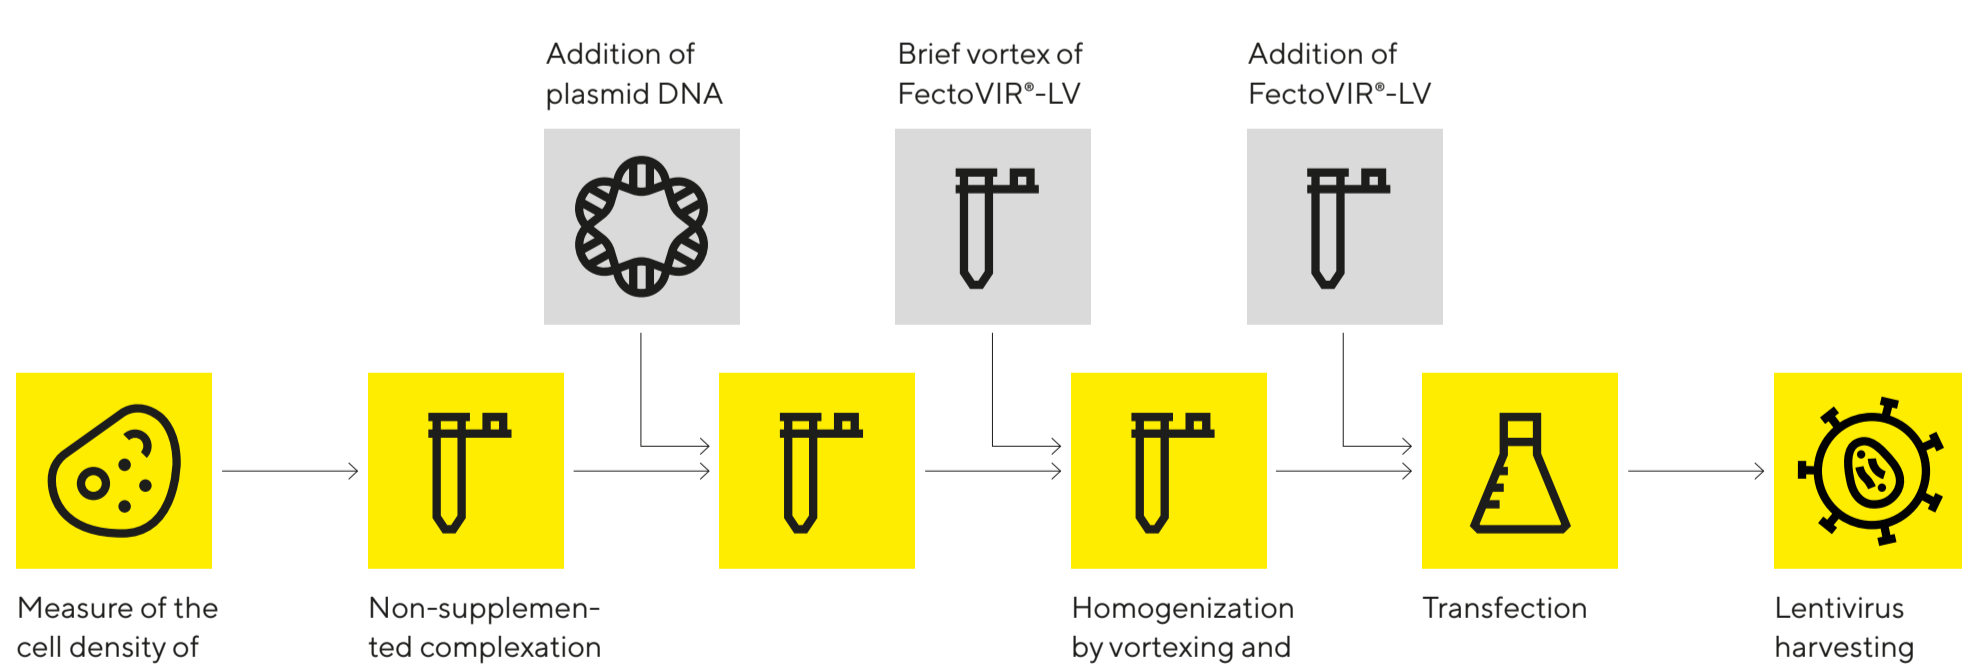 Addition of
plasmid DNA
Brief vortex of
FectoVIR®-LV
Addition of
FectoVIR®-LV
Measure of the
cell density of
Non-supplemen-
ted complexation
Homogenization
by vortexing and
Transfection
Lentivirus
harvesting